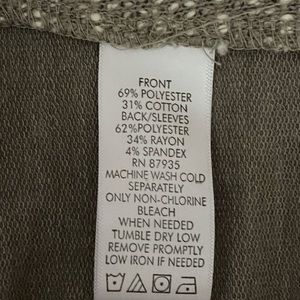 FRONT
69% POLYESTER
31% COTTON
BACK/SLEEVES
62%POLYESTER
34% RAYON
4% SPANDEX
RN 87935
MACHINE WASH COLD
SEPARATELY
ONLY NON-CHLORINE
BLEACH
WHEN NEEDED
TUMBLE DRY LOW
REMOVE PROMPTLY
LOW IRON IF NEEDED